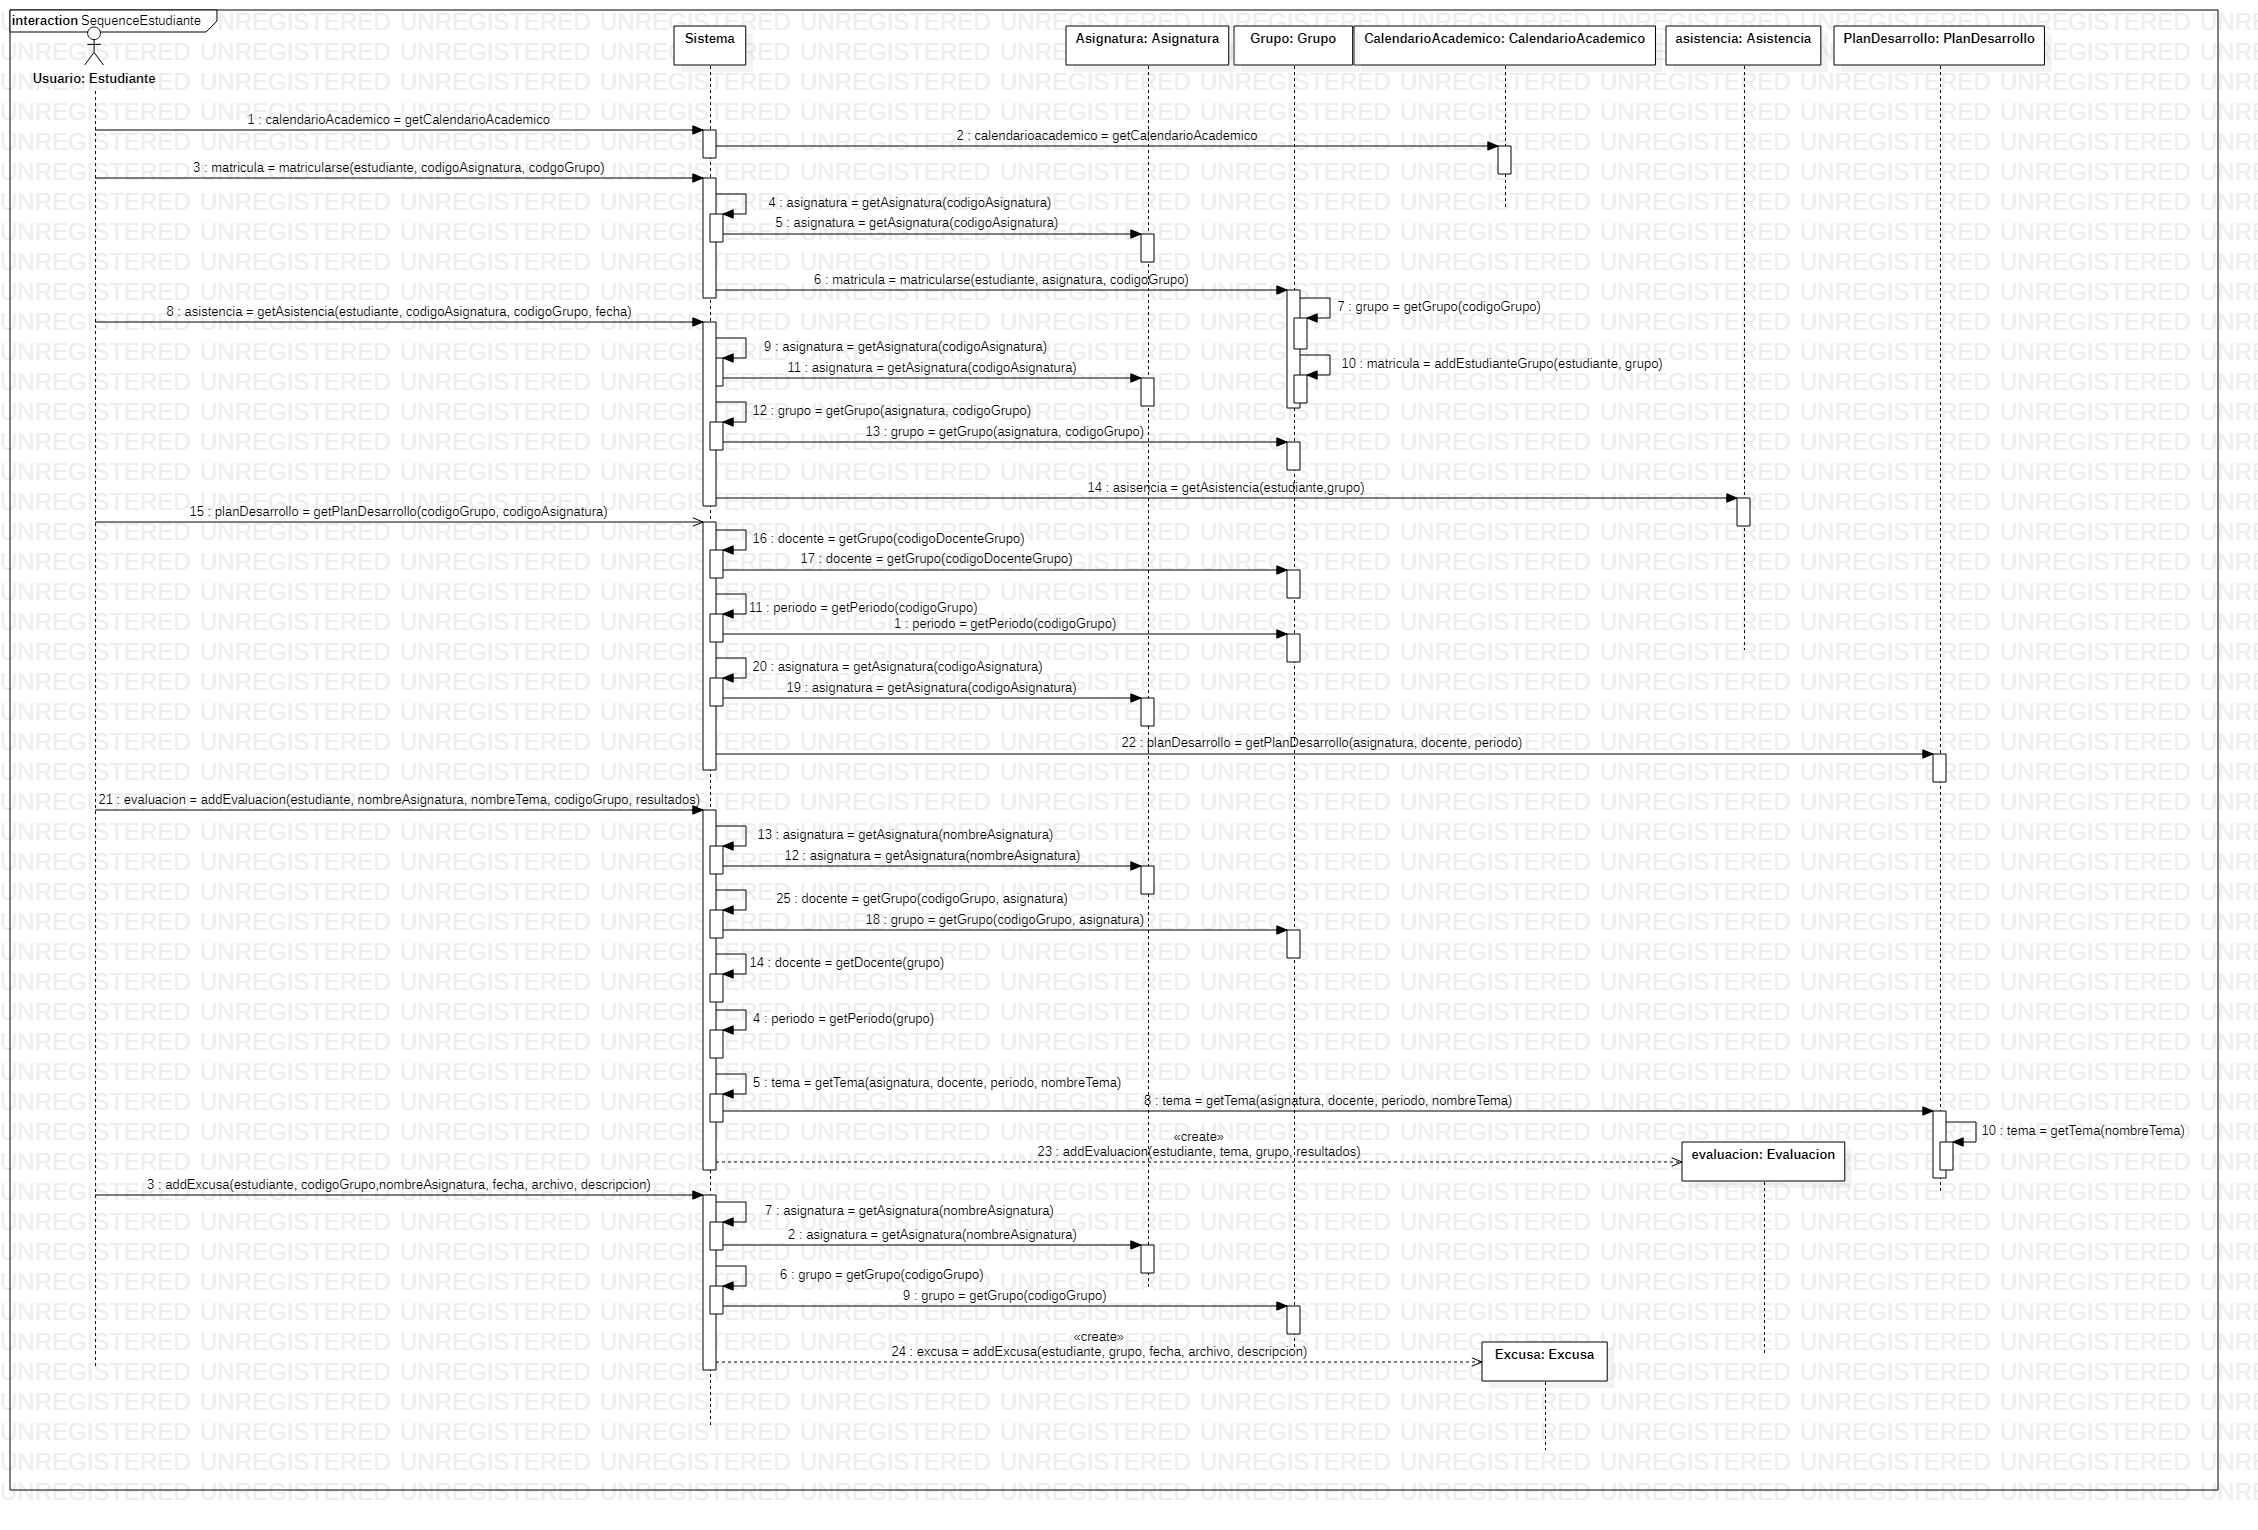 interaction SequenceEstudiante
Usuario: Estudiante
Sistema
Asignatura: Asignatura
Grupo: Grupo
CalendarioAcademico: CalendarioAcademico
asistencia: Asistencia
PlanDesarrollo: PlanDesarrollo
1 : calendarioAcademico = getCalendarioAcademico
2 : calendarioacademico = getCalendarioAcademico
3 : matricula = matricularse(estudiante, codigoAsignatura, codgoGrupo)
4 : asignatura = getAsignatura(codigoAsignatura)
5 : asignatura = getAsignatura(codigoAsignatura)
6 : matricula = matricularse(estudiante, asignatura, codigoGrupo)
7 : grupo = getGrupo(codigoGrupo)
8 : asistencia = getAsistencia(estudiante, codigoAsignatura, codigoGrupo, fecha)
9 : asignatura = getAsignatura(codigoAsignatura)
10 : matricula = addEstudianteGrupo(estudiante, grupo)
11 : asignatura = getAsignatura(codigoAsignatura)
12 : grupo = getGrupo(asignatura, codigoGrupo)
13 : grupo = getGrupo(asignatura, codigoGrupo)
14 : asisencia = getAsistencia(estudiante,grupo)
15 : planDesarrollo = getPlanDesarrollo(codigoGrupo, codigoAsignatura)
16 : docente = getGrupo(codigoDocenteGrupo)
17 : docente = getGrupo(codigoDocenteGrupo)
11 : periodo = getPeriodo(codigoGrupo)
1 : periodo = getPeriodo(codigoGrupo)
20 : asignatura = getAsignatura(codigoAsignatura)
19 : asignatura = getAsignatura(codigoAsignatura)
22 : planDesarrollo = getPlanDesarrollo(asignatura, docente, periodo)
21 : evaluacion = addEvaluacion(estudiante, nombreAsignatura, nombreTema, codigoGrupo, resultados)
13 : asignatura = getAsignatura(nombreAsignatura)
12 : asignatura = getAsignatura(nombreAsignatura)
25 : docente = getGrupo(codigoGrupo, asignatura)
18 : grupo = getGrupo(codigoGrupo, asignatura)
14 : docente = getDocente(grupo)
4 : periodo = getPeriodo(grupo)
5 : tema = getTema(asignatura, docente, periodo, nombreTema)
8 : tema = getTema(asignatura, docente, periodo, nombreTema)
10 : tema = getTema(nombreTema)
«create»
23 : addEvaluacion(estudiante, tema, grupo, resultados)
evaluacion: Evaluacion
3 : addExcusa(estudiante, codigoGrupo,nombreAsignatura, fecha, archivo, descripcion)
7 : asignatura = getAsignatura(nombreAsignatura)
2 : asignatura = getAsignatura(nombreAsignatura)
6 : grupo = getGrupo(codigoGrupo)
9 : grupo = getGrupo(codigoGrupo)
«create»
24 : excusa = addExcusa(estudiante, grupo, fecha, archivo, descripcion)
Excusa: Excusa
UNREGISTERED